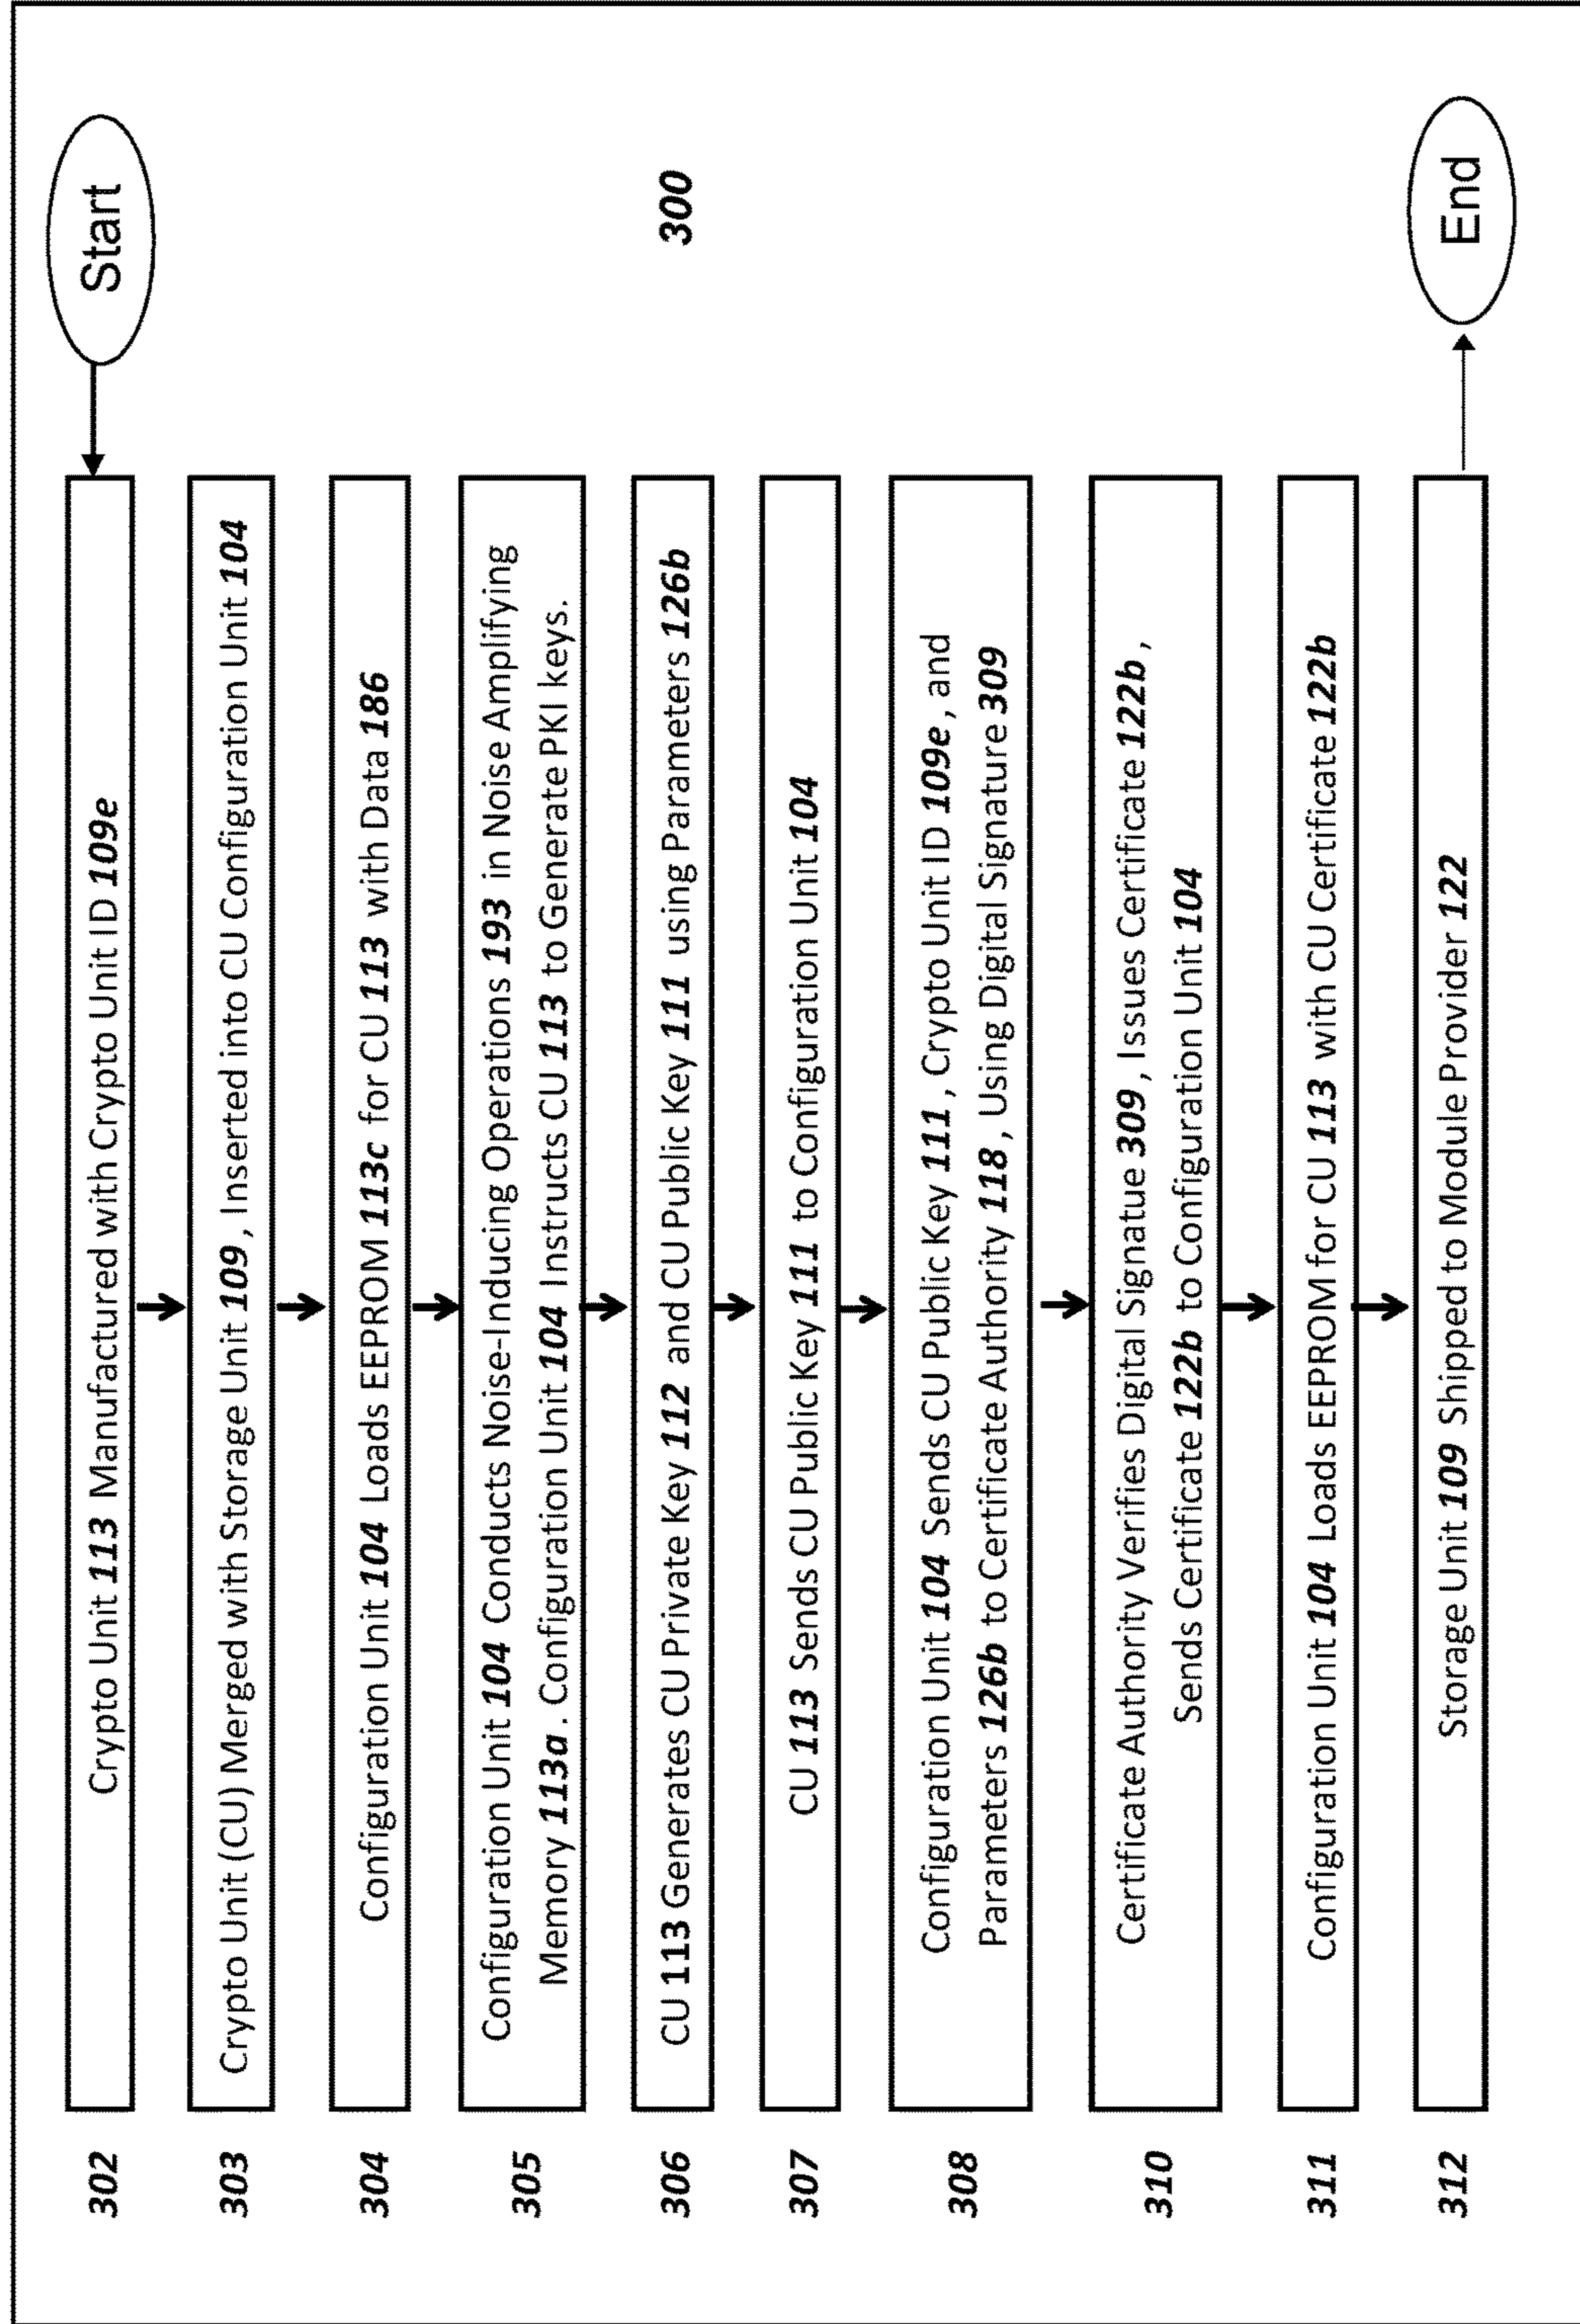 Start
302
Crypto Unit 113 Manufactured with Crypto Unit ID 109e
303
Crypto Unit (CU) Merged with Storage Unit 109, Inserted into CU Configuration Unit 104
304
Configuration Unit 104 Loads EEPROM 113c for CU 113 with Data 186
305
Configuration Unit 104 Conducts Noise-Inducing Operations 193 in Noise Amplifying
Memory 113a. Configuration Unit 104 Instructs CU 113 to Generate PKI keys.
306
CU 113 Generates CU Private Key 112 and CU Public Key 111 using Parameters 126b
300
307
CU 113 Sends CU Public Key 111 to Configuration Unit 104
308
Configuration Unit 104 Sends CU Public Key 111, Crypto Unit ID 109e, and
Parameters 126b to Certificate Authority 118, Using Digital Signature 309
310
Certificate Authority Verifies Digital Signatue 309, Issues Certificate 122b,
Sends Certificate 122b to Configuration Unit 104
311
Configuration Unit 104 Loads EEPROM for CU 113 with CU Certificate 122b
312
Storage Unit 109 Shipped to Module Provider 122
End